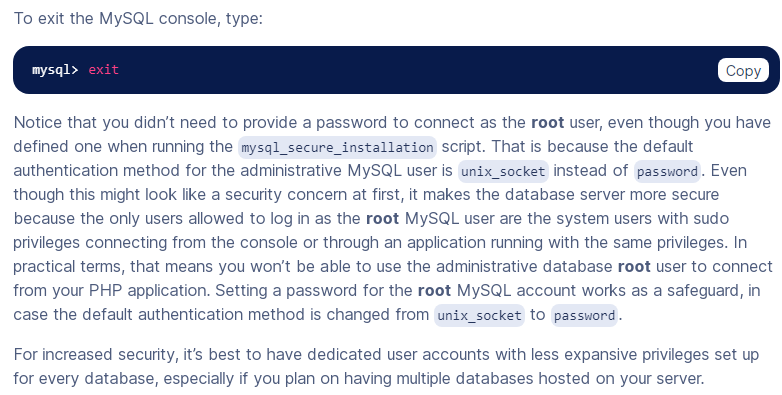 To exit the MySQL console, type:
mysql> exit
Copy
Notice that you didn’t need to provide a password to connect as the root user, even though you have
defined one when running the mysql_secure_installation script. That is because the default
authentication method for the administrative MySQL user is unix_socket instead of password. Even
though this might look like a security concern at first, it makes the database server more secure
because the only users allowed to log in as the root MySQL user are the system users with sudo
privileges connecting from the console or through an application running with the same privileges. In
practical terms, that means you won’t be able to use the administrative database root user to connect
from your PHP application. Setting a password for the root MySQL account works as a safeguard, in
case the default authentication method is changed from unix_socket to password.
For increased security, it’s best to have dedicated user accounts with less expansive privileges set up
for every database, especially if you plan on having multiple databases hosted on your server.